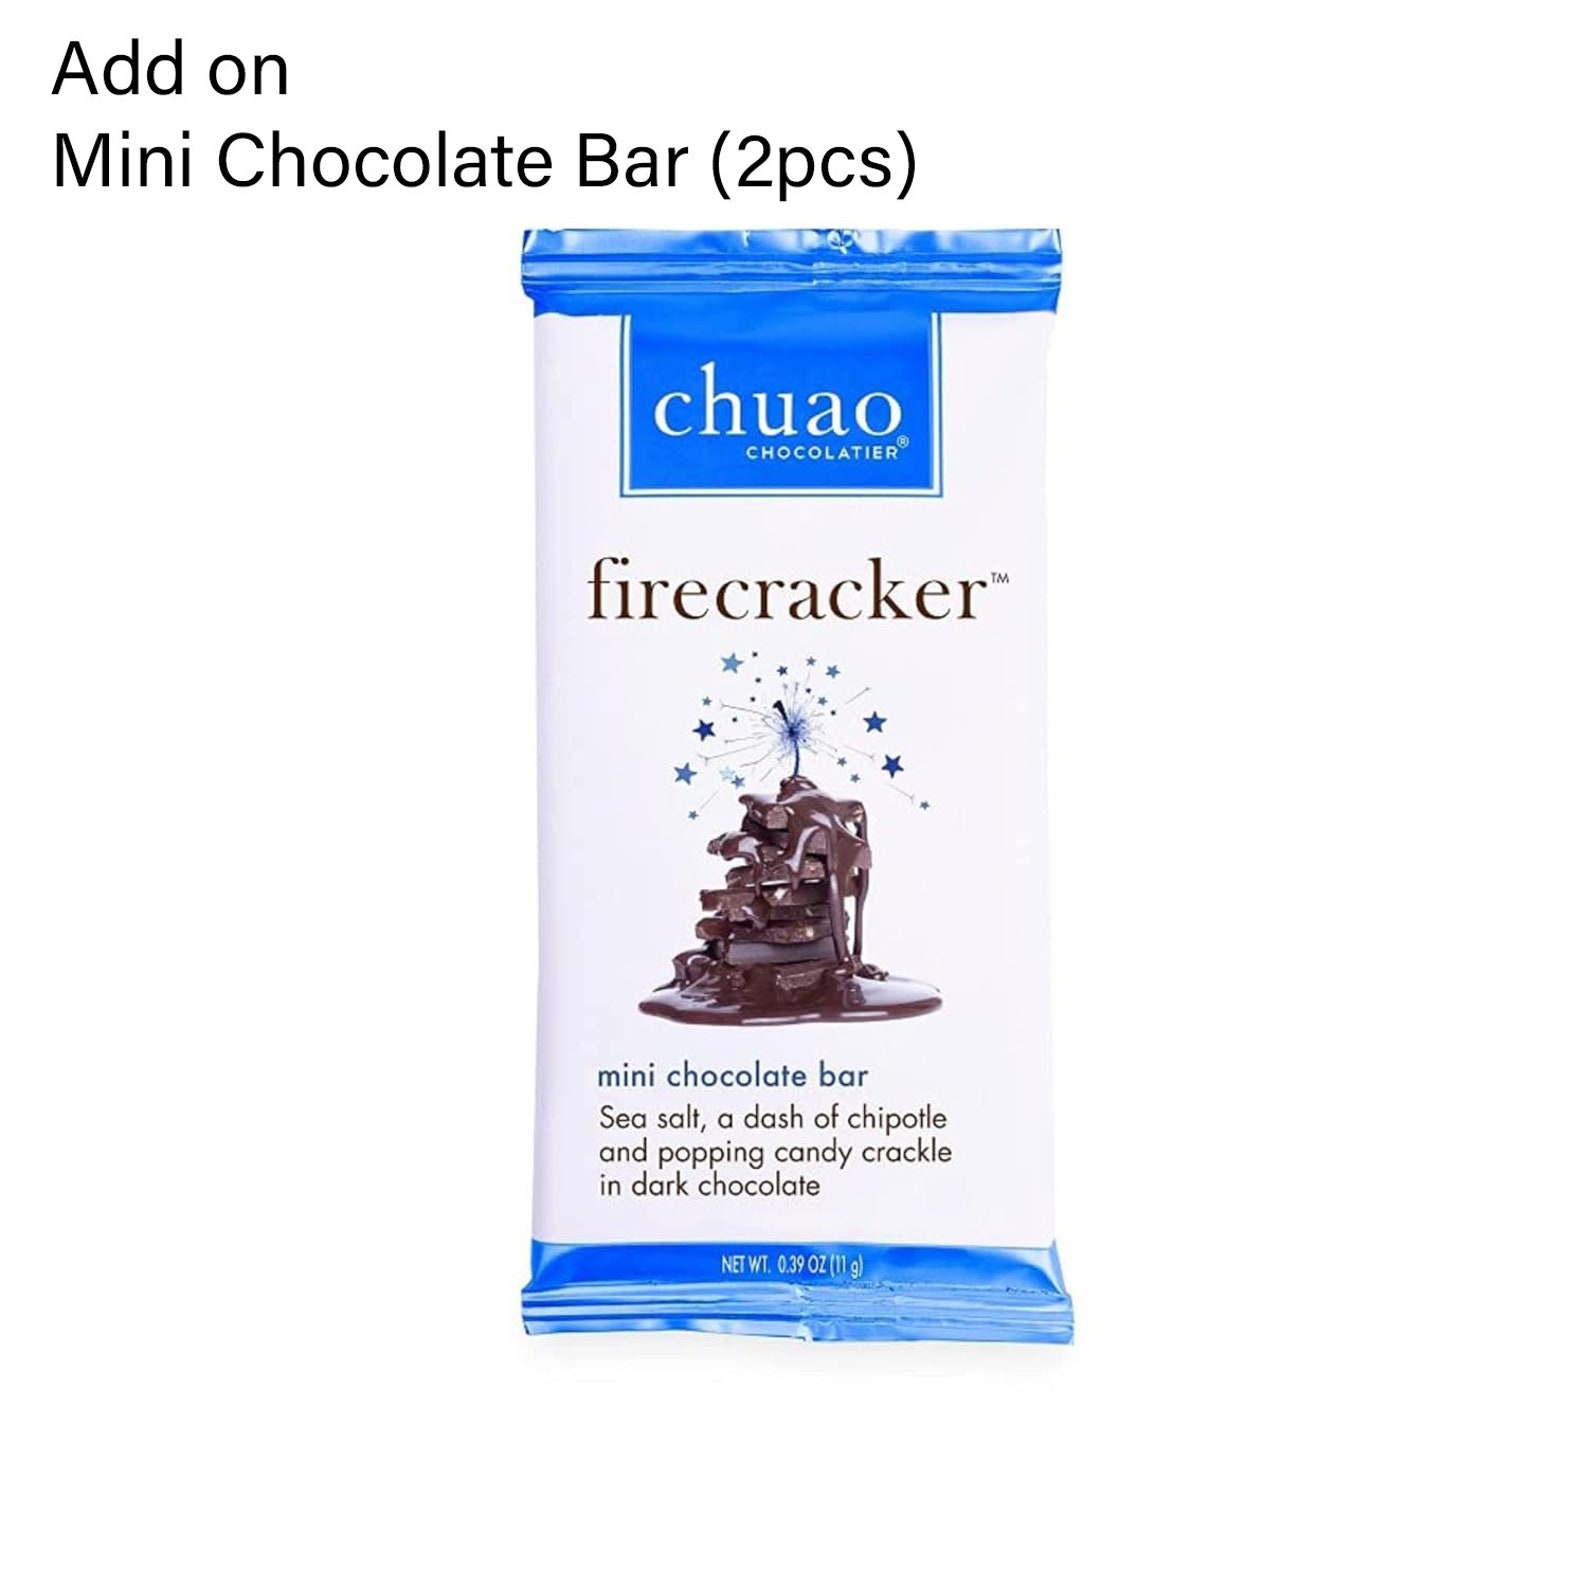 Add on
Mini Chocolate Bar (2pcs)
chuao
CHOCOLATIER®
firecracker™
mini chocolate bar
Sea salt, a dash of chipotle
and popping candy crackle
in dark chocolate
NET WT. 0.39 OZ (11 g)